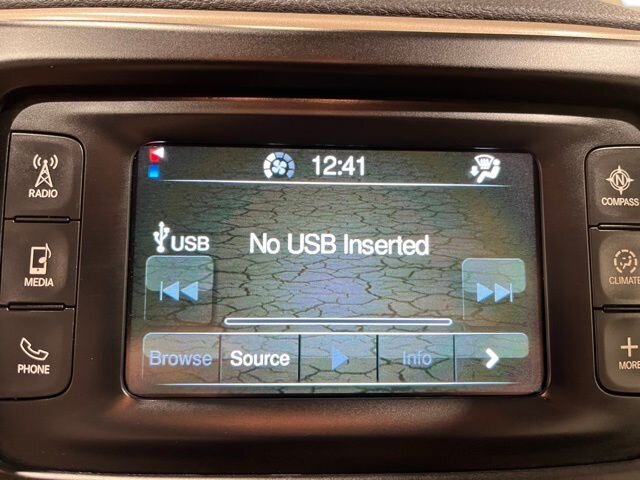 12:41
RADIO
N
COMPASS
USB
No USB Inserted
MEDIA
CLIMATE
Browse
Source
Info
PHONE
MORE